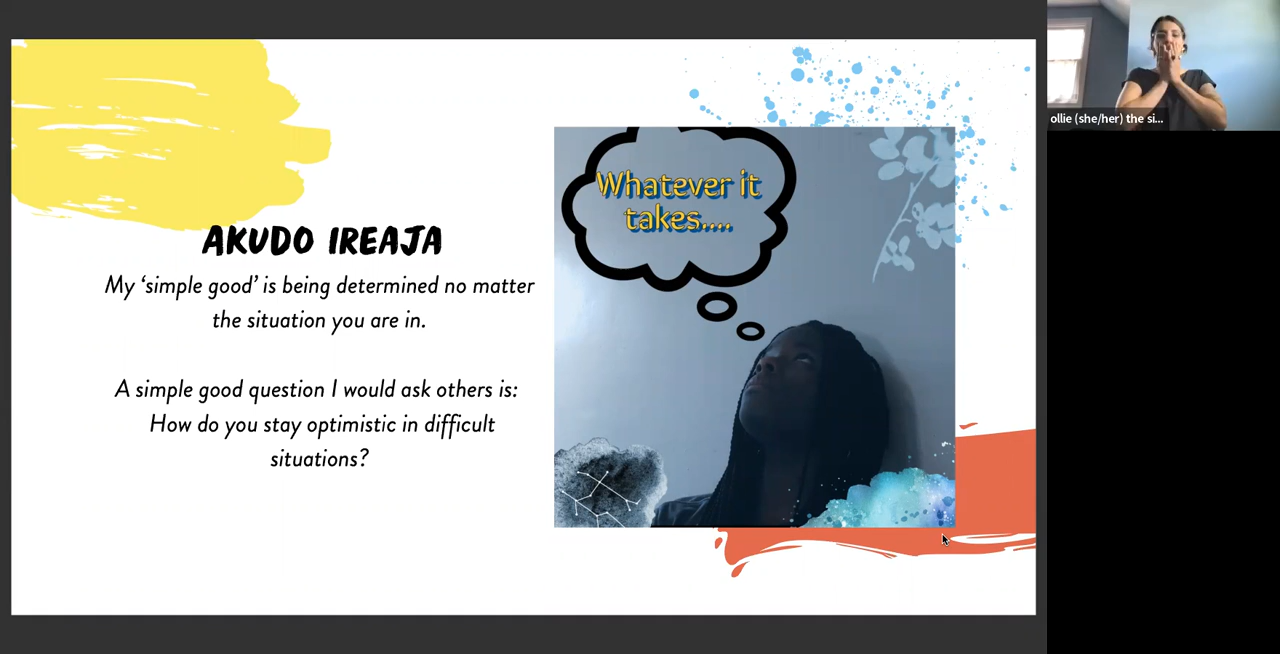 AKUDO IREAJA
My ‘simple good’ is being determined no matter
the situation you are in.
A simple good question I would ask others is:
How do you stay optimistic in difficult
situations?
Whatever it
takes....
ollie (she/her) the si...